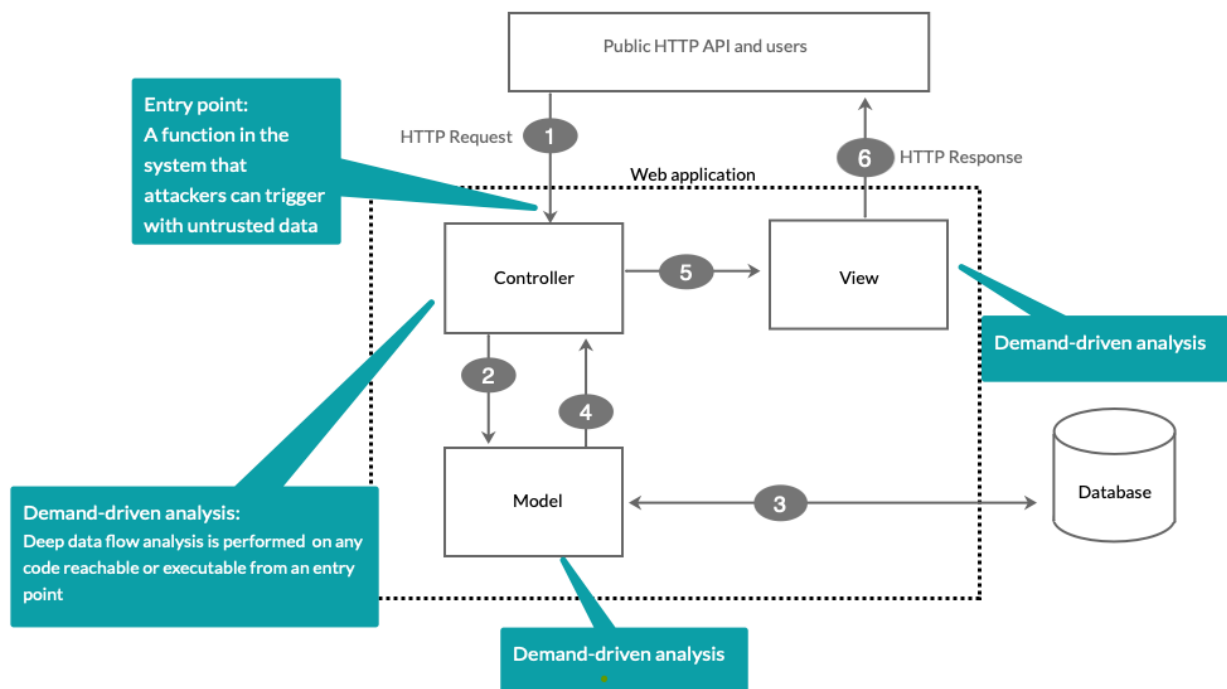 Public HTTP API and users
Entry point:
A function in the
system that
attackers can trigger
with untrusted data
HTTP Request
1
6
HTTP Response
Web application
Controller
5
View
Demand-driven analysis
2
4
Demand-driven analysis:
Deep data flow analysis is performed on any
code reachable or executable from an entry
point
Model
3
Database
Demand-driven analysis